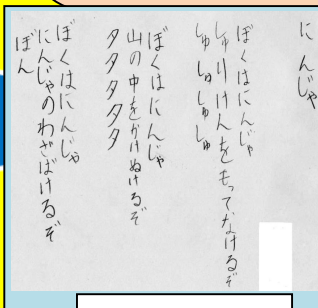 にんじゃ
ぼくはにんじゃ
しゅりけんをもってなげるぞ
しゅしゅしゅしゅ
ぼくはにんじゃ
山の中をかけぬけるぞ
タタタタタ
ぼくはにんじゃ
にんじゃのわざばけるぞ
ぼん